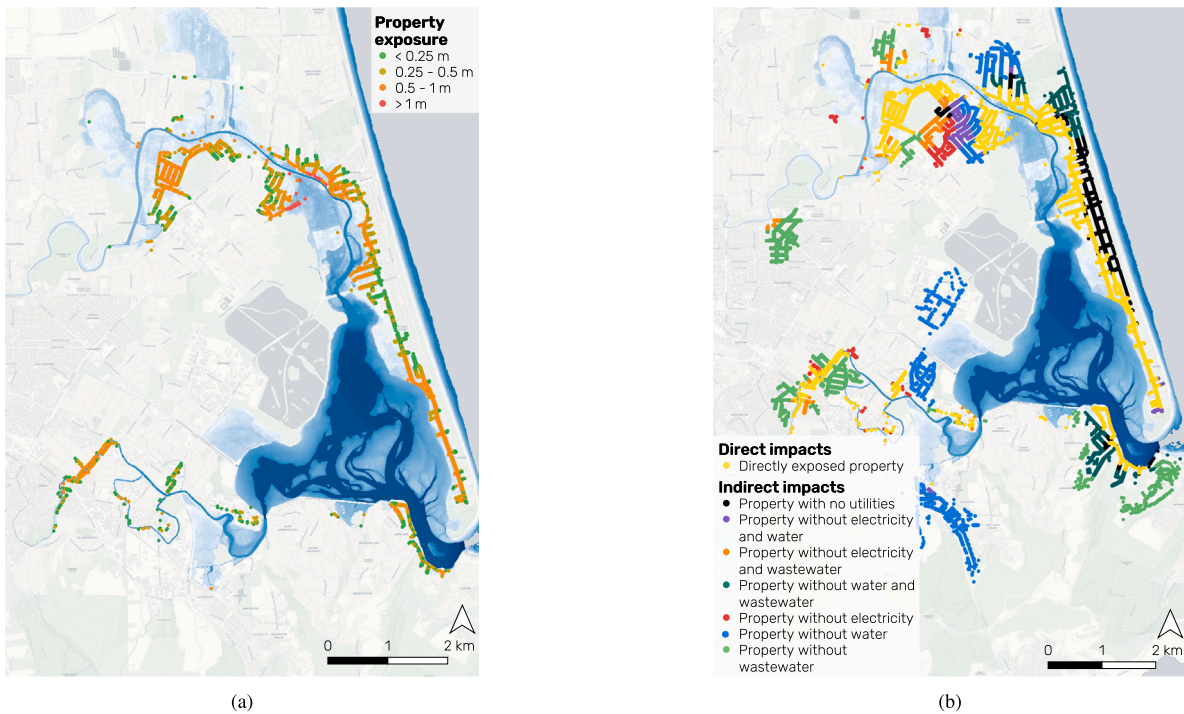 Property
exposure
< 0.25 m
0.25 - 0.5 m
0.5 - 1 m
> 1 m
0 1 2 km
(a)
Direct impacts
Directly exposed property
Indirect impacts
Property with no utilities
Property without electricity
and water
Property without electricity
and wastewater
Property without water and
wastewater
Property without electricity
Property without water
Property without
wastewater
0 1 2 km
(b)